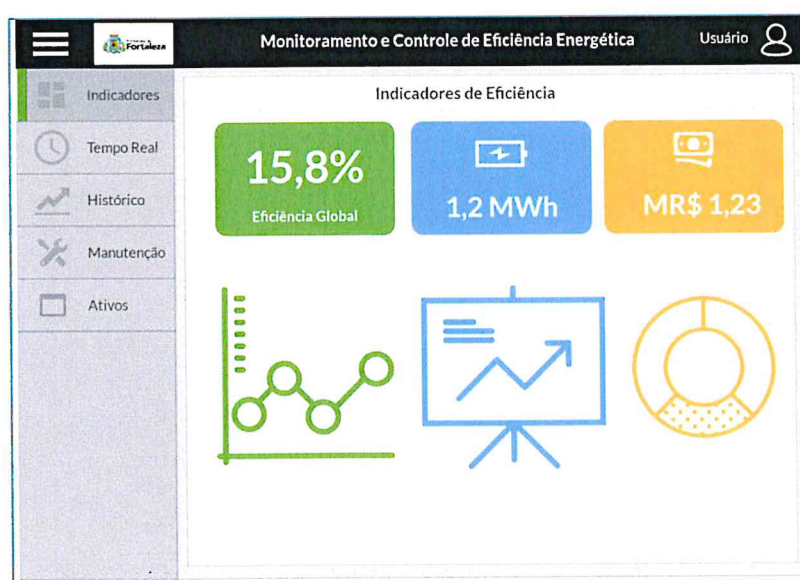 Fortaleza
Monitoramento e Controle de Eficiência Energética
Usuário
Indicadores
Tempo Real
Histórico
Manutenção
Ativos
Indicadores de Eficiência
15,8%
Eficiência Global
1,2 MWh
MR$ 1,23